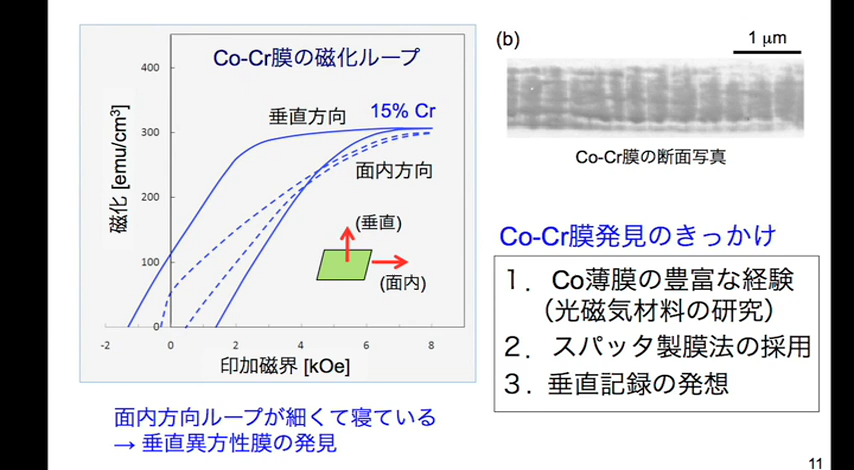 Co-Cr膜の磁化ループ
磁化 [emu/cm³]
400
300
200
100
0
-2
0
2
4
6
8
印加磁界 [kOe]
垂直方向
15% Cr
面内方向
(垂直)
(面内)
面内方向ループが細くて寝ている
→ 垂直異方性膜の発見
(b)
1 μm
Co-Cr膜の断面写真
Co-Cr膜発見のきっかけ
1．Co薄膜の豊富な経験
（光磁気材料の研究）
2．スパッタ製膜法の採用
3．垂直記録の発想
11